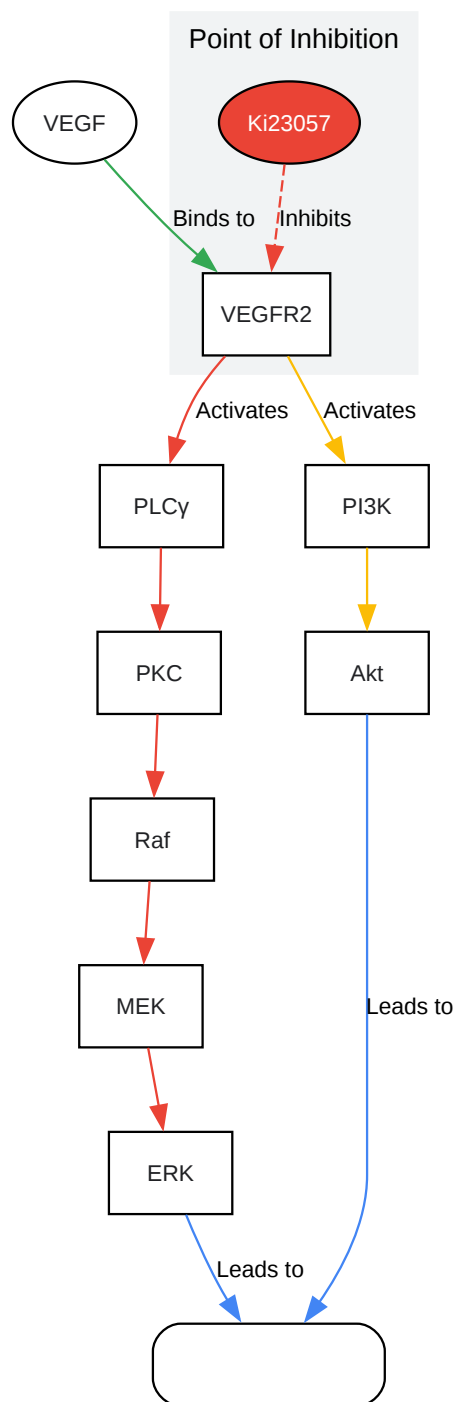 Point of Inhibition
VEGF
Ki23057
Binds to
Inhibits
VEGFR2
Activates
Activates
PLCγ
PI3K
PKC
Akt
Raf
MEK
Leads to
ERK
Leads to